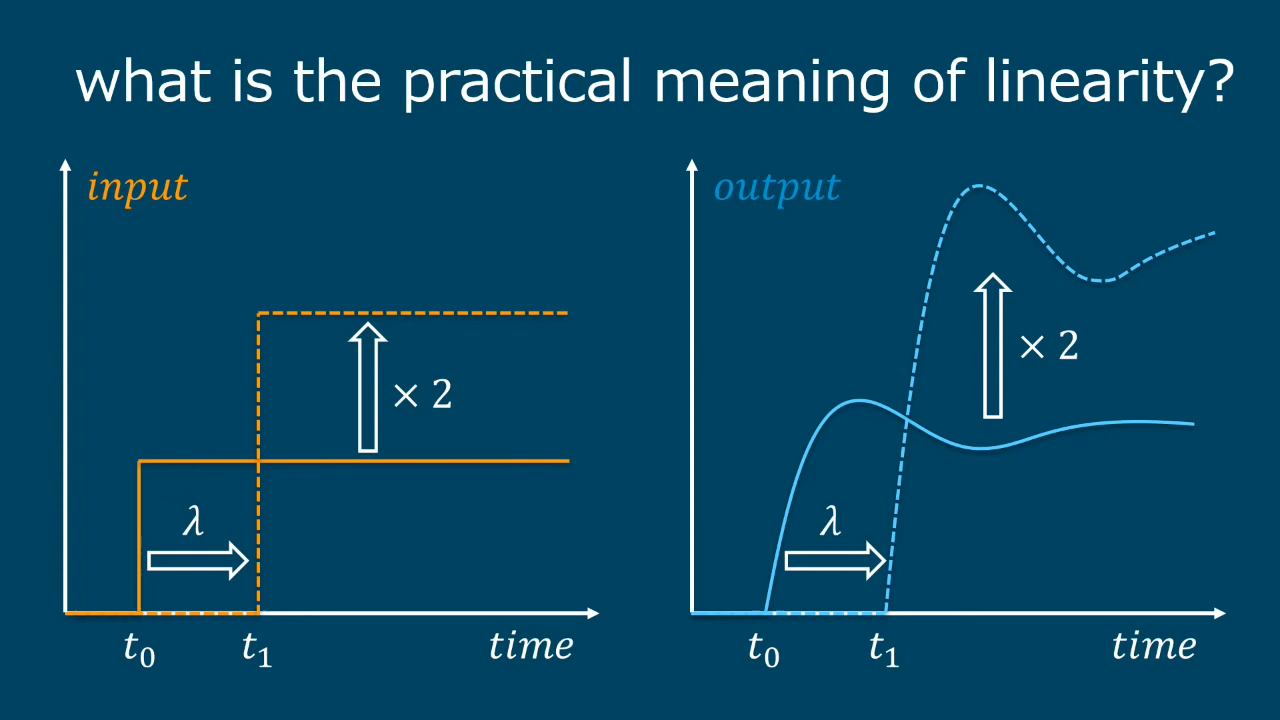 what is the practical meaning of linearity?
input
× 2
λ
t₀ t₁ time
output
× 2
λ
t₀ t₁ time